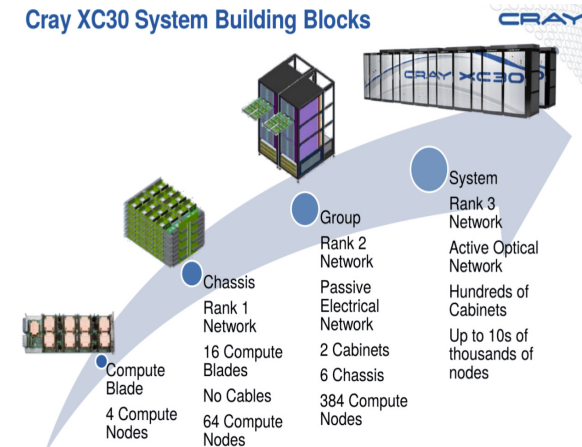 Cray XC30 System Building Blocks
CRAY
CRAY XC30
System
Rank 3
Network
Active Optical
Network
Hundreds of
Cabinets
Up to 10s of
thousands of
nodes
Group
Rank 2
Network
Passive
Electrical
Network
2 Cabinets
6 Chassis
384 Compute
Nodes
Chassis
Rank 1
Network
16 Compute
Blades
No Cables
64 Compute
Nodes
Compute
Blade
4 Compute
Nodes